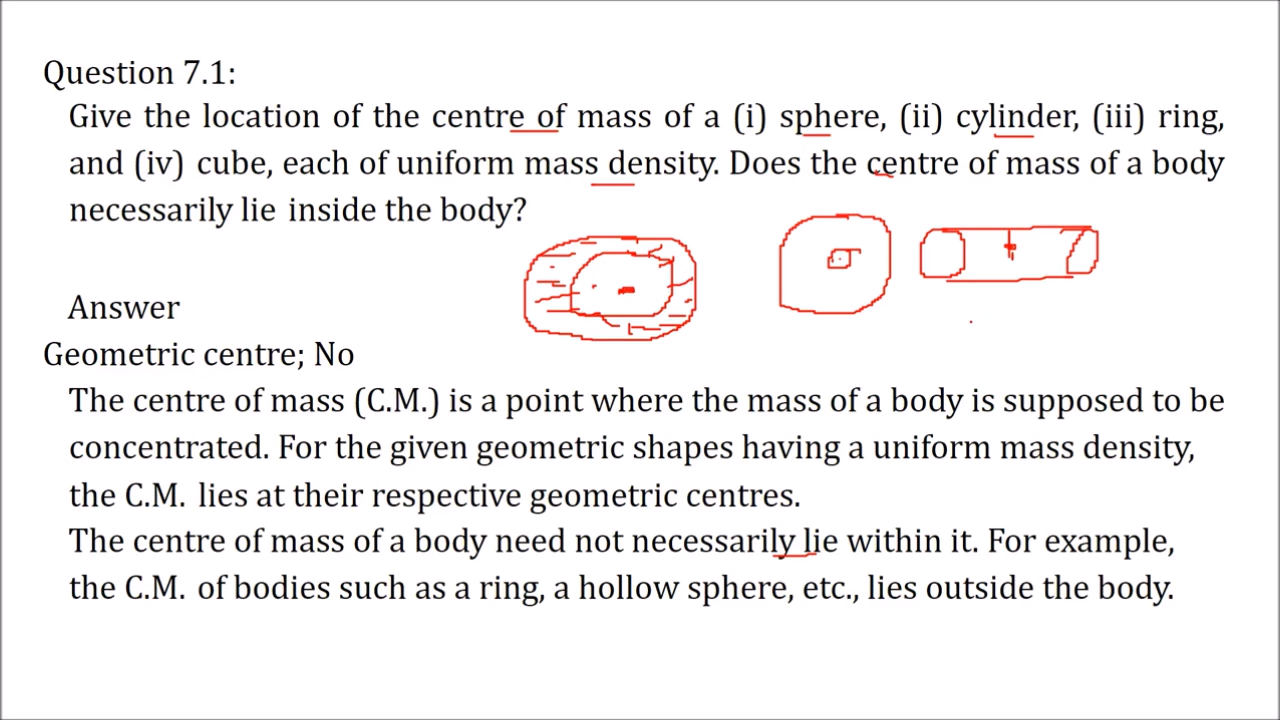 Question 7.1:
Give the location of the centre of mass of a (i) sphere, (ii) cylinder, (iii) ring,
and (iv) cube, each of uniform mass density. Does the centre of mass of a body
necessarily lie inside the body?
Answer
Geometric centre; No
The centre of mass (C.M.) is a point where the mass of a body is supposed to be
concentrated. For the given geometric shapes having a uniform mass density,
the C.M. lies at their respective geometric centres.
The centre of mass of a body need not necessarily lie within it. For example,
the C.M. of bodies such as a ring, a hollow sphere, etc., lies outside the body.